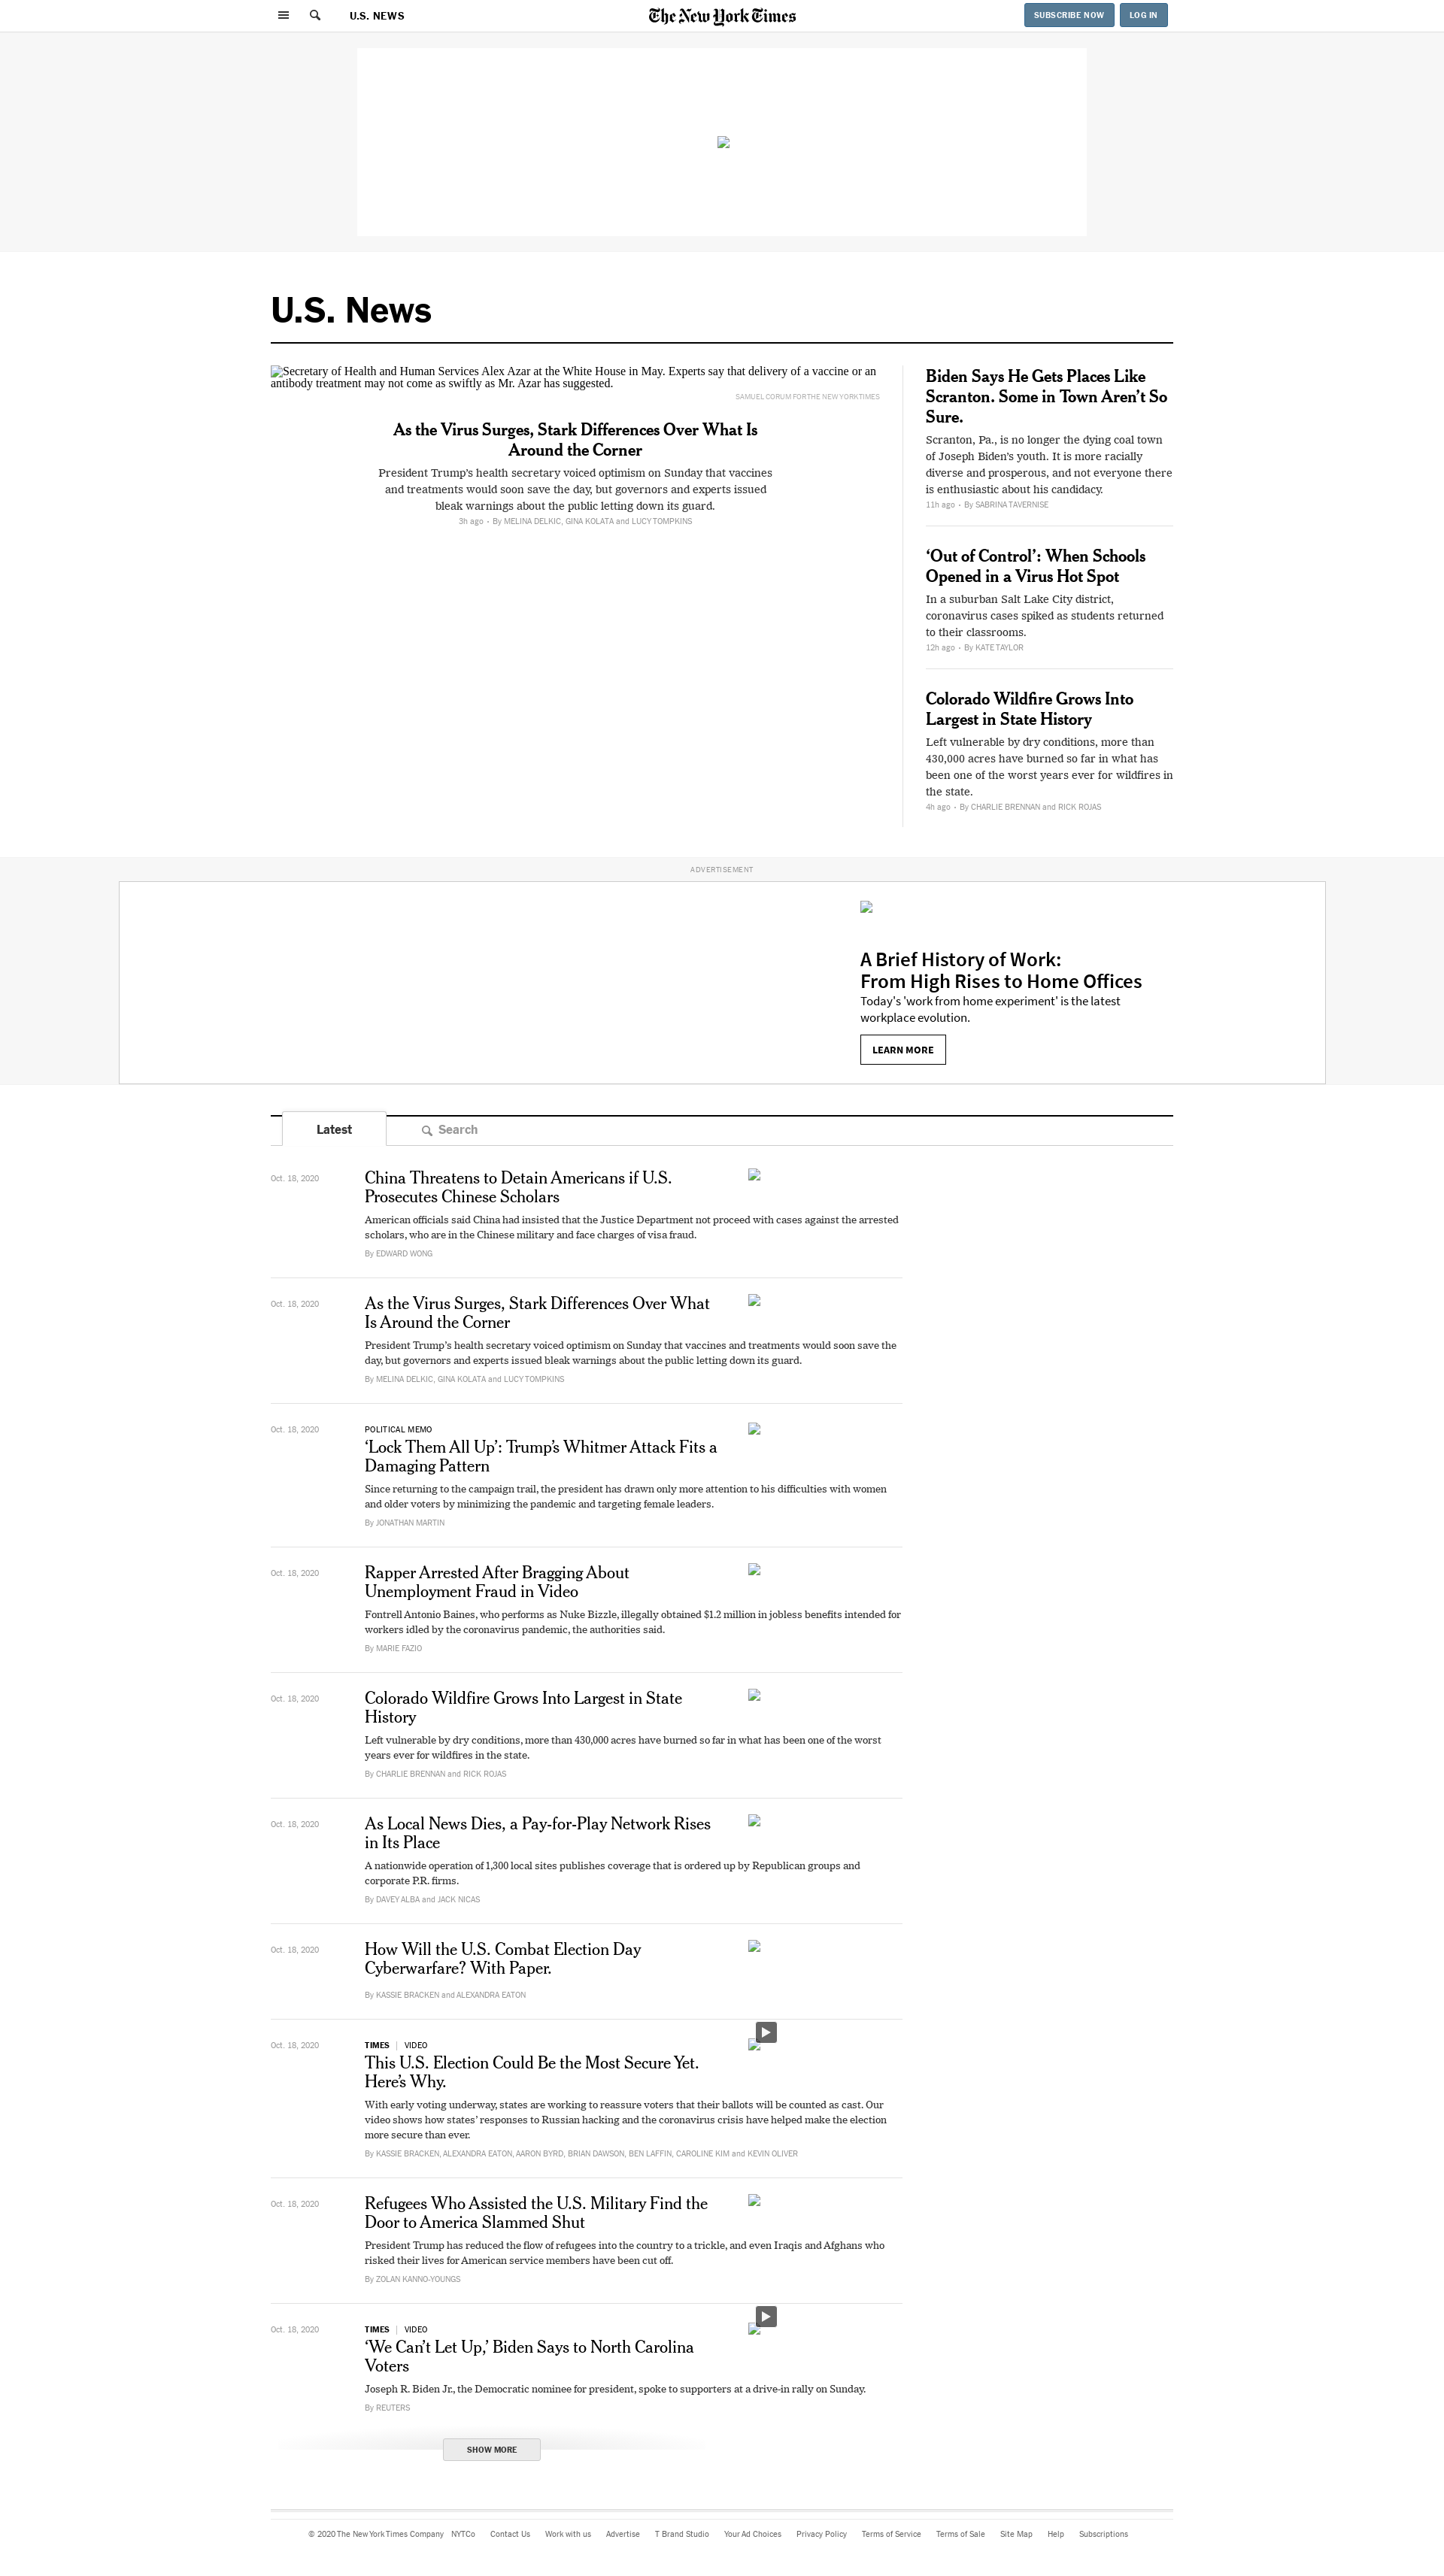 U.S. NEWS
The New York Times
SUBSCRIBE NOW
LOG IN
U.S. News
Secretary of Health and Human Services Alex Azar at the White House in May. Experts say that delivery of a vaccine or an
antibody treatment may not come as swiftly as Mr. Azar has suggested.
SAMUEL CORUM FOR THE NEW YORK TIMES
As the Virus Surges, Stark Differences Over What Is
Around the Corner
President Trump’s health secretary voiced optimism on Sunday that vaccines
and treatments would soon save the day, but governors and experts issued
bleak warnings about the public letting down its guard.
3h ago • By MELINA DELKIC, GINA KOLATA and LUCY TOMPKINS
Biden Says He Gets Places Like
Scranton. Some in Town Aren’t So
Sure.
Scranton, Pa., is no longer the dying coal town
of Joseph Biden’s youth. It is more racially
diverse and prosperous, and not everyone there
is enthusiastic about his candidacy.
11h ago • By SABRINA TAVERNISE
‘Out of Control’: When Schools
Opened in a Virus Hot Spot
In a suburban Salt Lake City district,
coronavirus cases spiked as students returned
to their classrooms.
12h ago • By KATE TAYLOR
Colorado Wildfire Grows Into
Largest in State History
Left vulnerable by dry conditions, more than
430,000 acres have burned so far in what has
been one of the worst years ever for wildfires in
the state.
4h ago • By CHARLIE BRENNAN and RICK ROJAS
ADVERTISEMENT
A Brief History of Work:
From High Rises to Home Offices
Today's 'work from home experiment' is the latest
workplace evolution.
LEARN MORE
Latest
Search
Oct. 18, 2020
China Threatens to Detain Americans if U.S.
Prosecutes Chinese Scholars
American officials said China had insisted that the Justice Department not proceed with cases against the arrested
scholars, who are in the Chinese military and face charges of visa fraud.
By EDWARD WONG
Oct. 18, 2020
As the Virus Surges, Stark Differences Over What
Is Around the Corner
President Trump’s health secretary voiced optimism on Sunday that vaccines and treatments would soon save the
day, but governors and experts issued bleak warnings about the public letting down its guard.
By MELINA DELKIC, GINA KOLATA and LUCY TOMPKINS
Oct. 18, 2020
POLITICAL MEMO
‘Lock Them All Up’: Trump’s Whitmer Attack Fits a
Damaging Pattern
Since returning to the campaign trail, the president has drawn only more attention to his difficulties with women
and older voters by minimizing the pandemic and targeting female leaders.
By JONATHAN MARTIN
Oct. 18, 2020
Rapper Arrested After Bragging About
Unemployment Fraud in Video
Fontrell Antonio Baines, who performs as Nuke Bizzle, illegally obtained $1.2 million in jobless benefits intended for
workers idled by the coronavirus pandemic, the authorities said.
By MARIE FAZIO
Oct. 18, 2020
Colorado Wildfire Grows Into Largest in State
History
Left vulnerable by dry conditions, more than 430,000 acres have burned so far in what has been one of the worst
years ever for wildfires in the state.
By CHARLIE BRENNAN and RICK ROJAS
Oct. 18, 2020
As Local News Dies, a Pay-for-Play Network Rises
in Its Place
A nationwide operation of 1,300 local sites publishes coverage that is ordered up by Republican groups and
corporate P.R. firms.
By DAVEY ALBA and JACK NICAS
Oct. 18, 2020
How Will the U.S. Combat Election Day
Cyberwarfare? With Paper.
By KASSIE BRACKEN and ALEXANDRA EATON
Oct. 18, 2020
TIMES | VIDEO
This U.S. Election Could Be the Most Secure Yet.
Here’s Why.
With early voting underway, states are working to reassure voters that their ballots will be counted as cast. Our
video shows how states’ responses to Russian hacking and the coronavirus crisis have helped make the election
more secure than ever.
By KASSIE BRACKEN, ALEXANDRA EATON, AARON BYRD, BRIAN DAWSON, BEN LAFFIN, CAROLINE KIM and KEVIN OLIVER
Oct. 18, 2020
Refugees Who Assisted the U.S. Military Find the
Door to America Slammed Shut
President Trump has reduced the flow of refugees into the country to a trickle, and even Iraqis and Afghans who
risked their lives for American service members have been cut off.
By ZOLAN KANNO-YOUNGS
Oct. 18, 2020
TIMES | VIDEO
‘We Can’t Let Up,’ Biden Says to North Carolina
Voters
Joseph R. Biden Jr., the Democratic nominee for president, spoke to supporters at a drive-in rally on Sunday.
By REUTERS
SHOW MORE
© 2020 The New York Times Company NYTCo Contact Us Work with us Advertise T Brand Studio Your Ad Choices Privacy Policy Terms of Service Terms of Sale Site Map Help Subscriptions